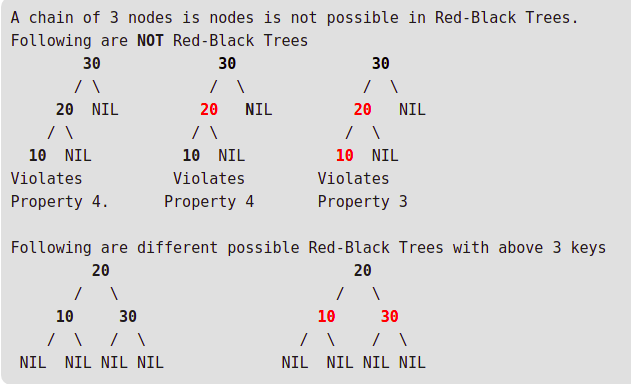 A chain of 3 nodes is nodes is not possible in Red-Black Trees.
Following are NOT Red-Black Trees
30 30 30
/ \ / \ / \
20 NIL 20 NIL 20 NIL
/ \ / \ / \
10 NIL 10 NIL 10 NIL
Violates Violates Violates
Property 4. Property 4 Property 3
Following are different possible Red-Black Trees with above 3 keys
20 20
/ \ / \
10 30 10 30
/ \ / \ / \ / \
NIL NIL NIL NIL NIL NIL NIL NIL